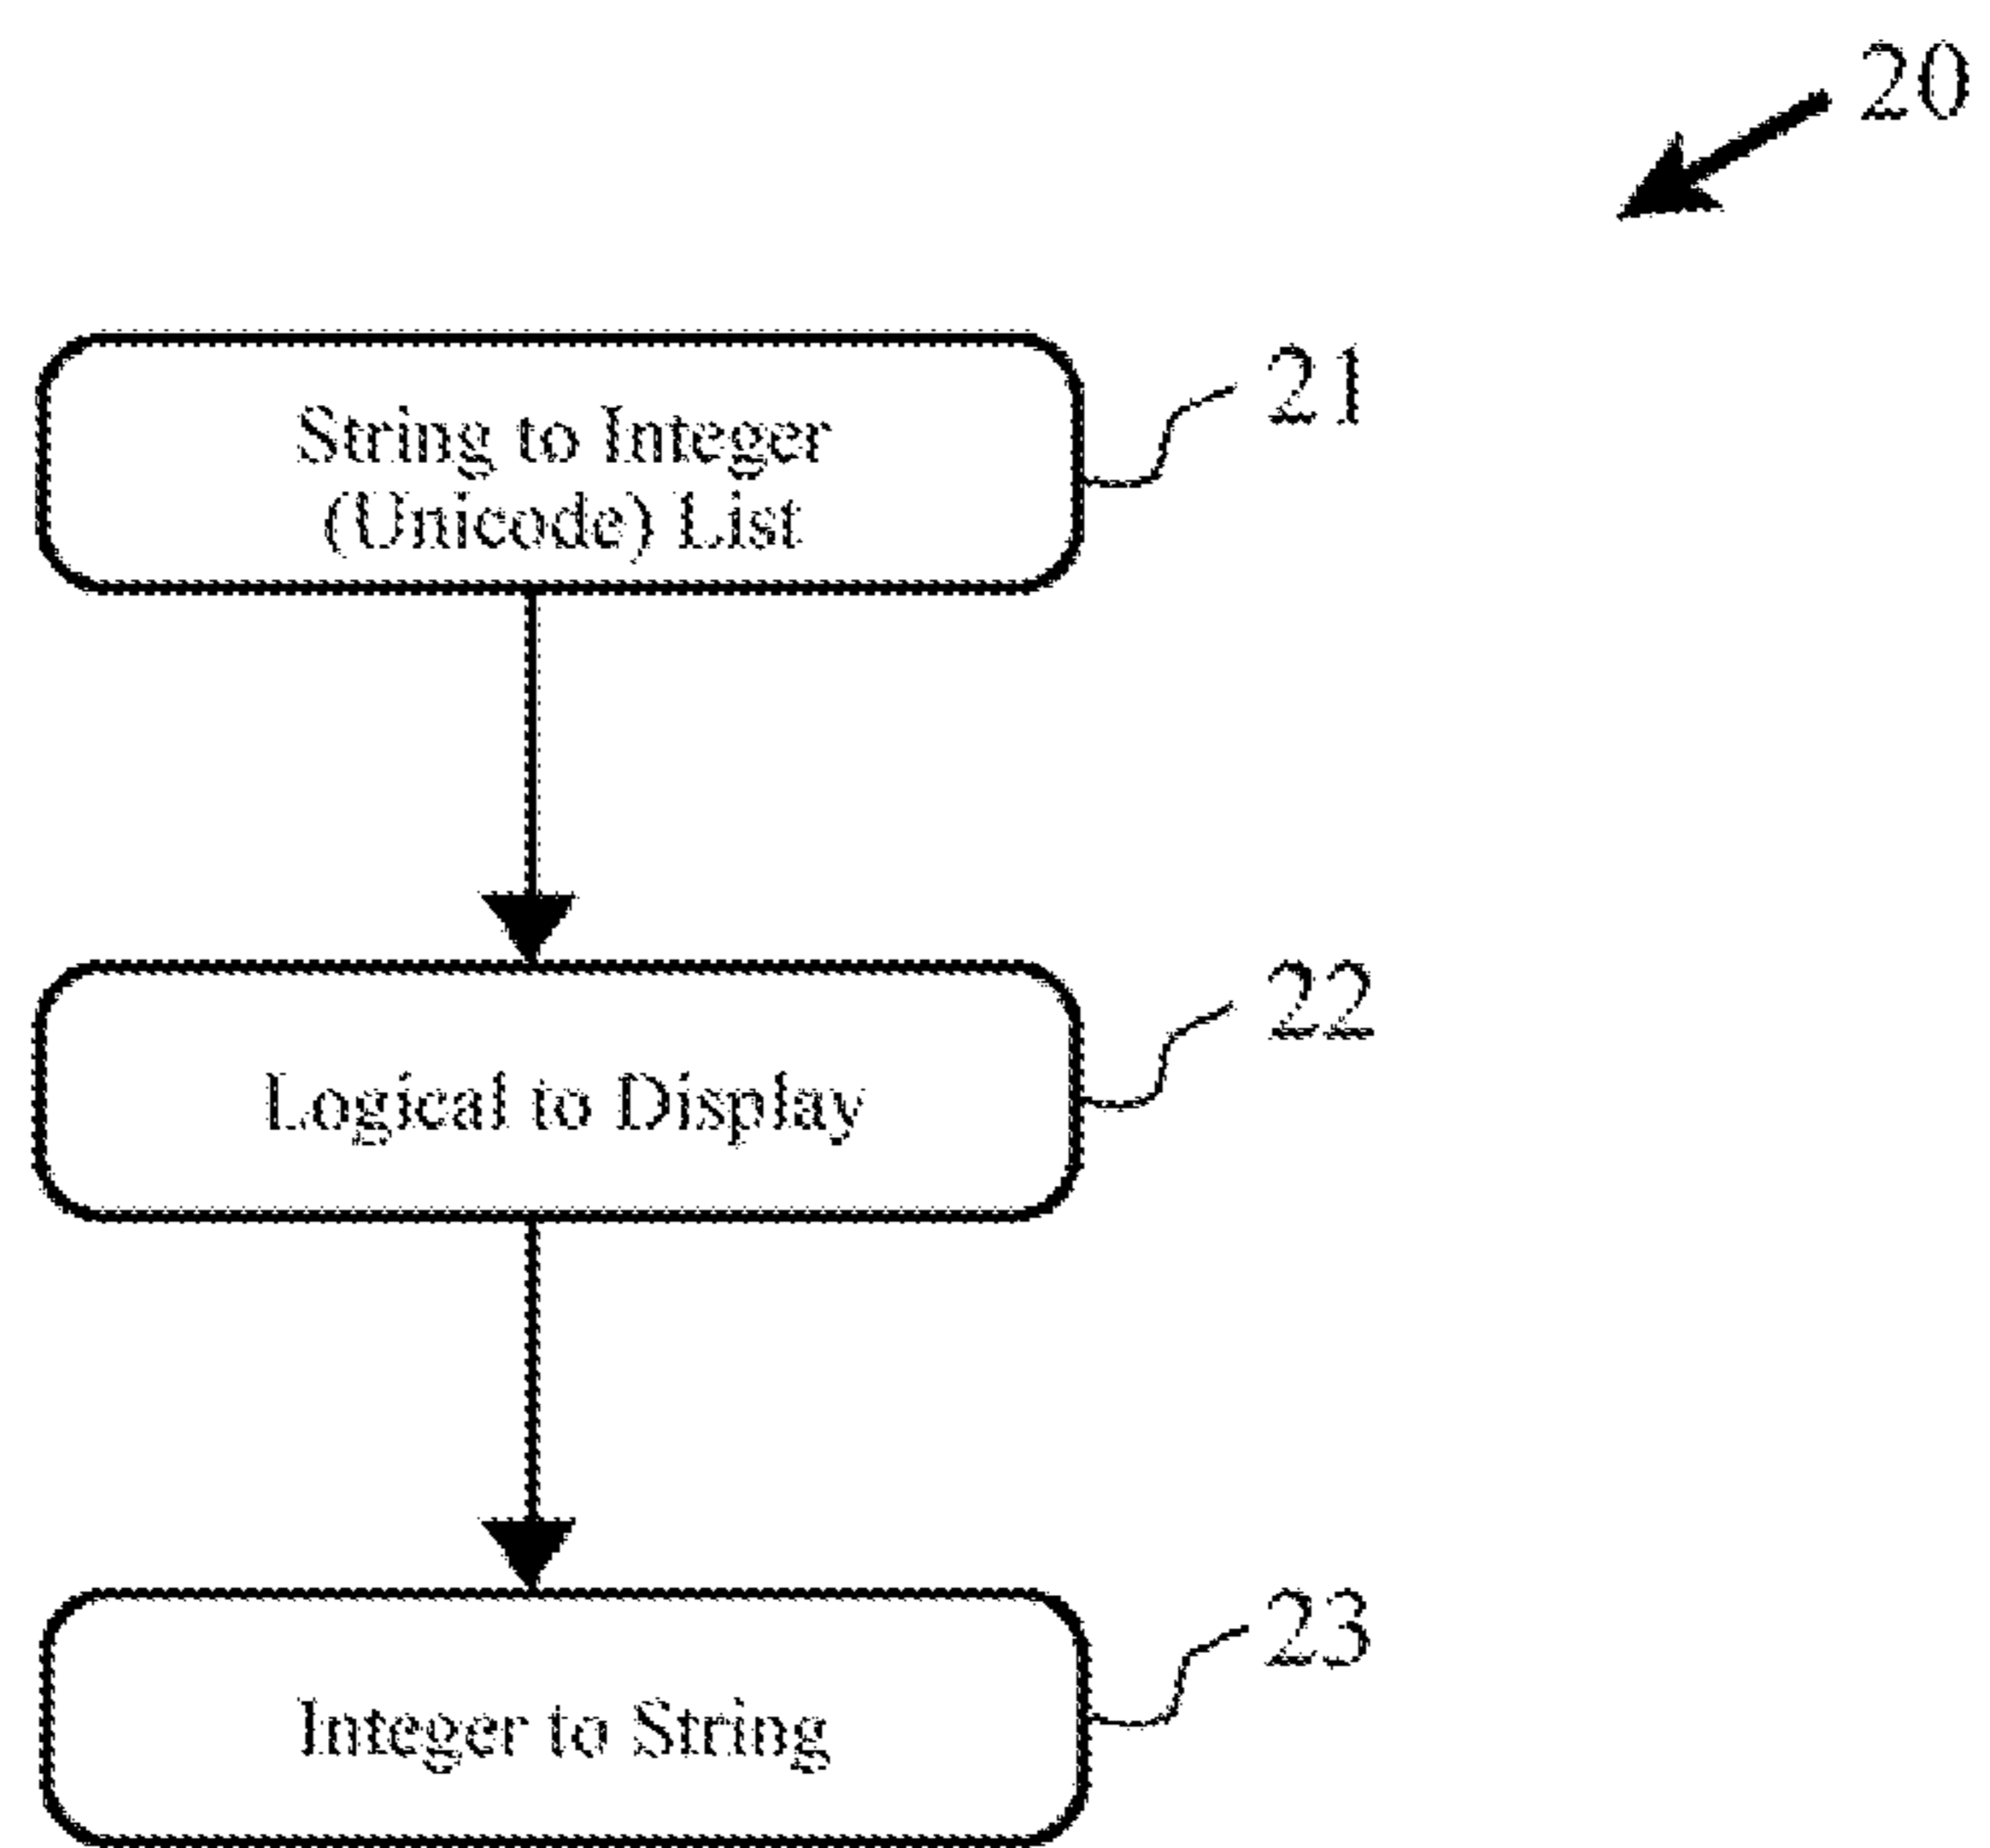 20
String to Integer
(Unicode) List
21
Logical to Display
22
Integer to String
23